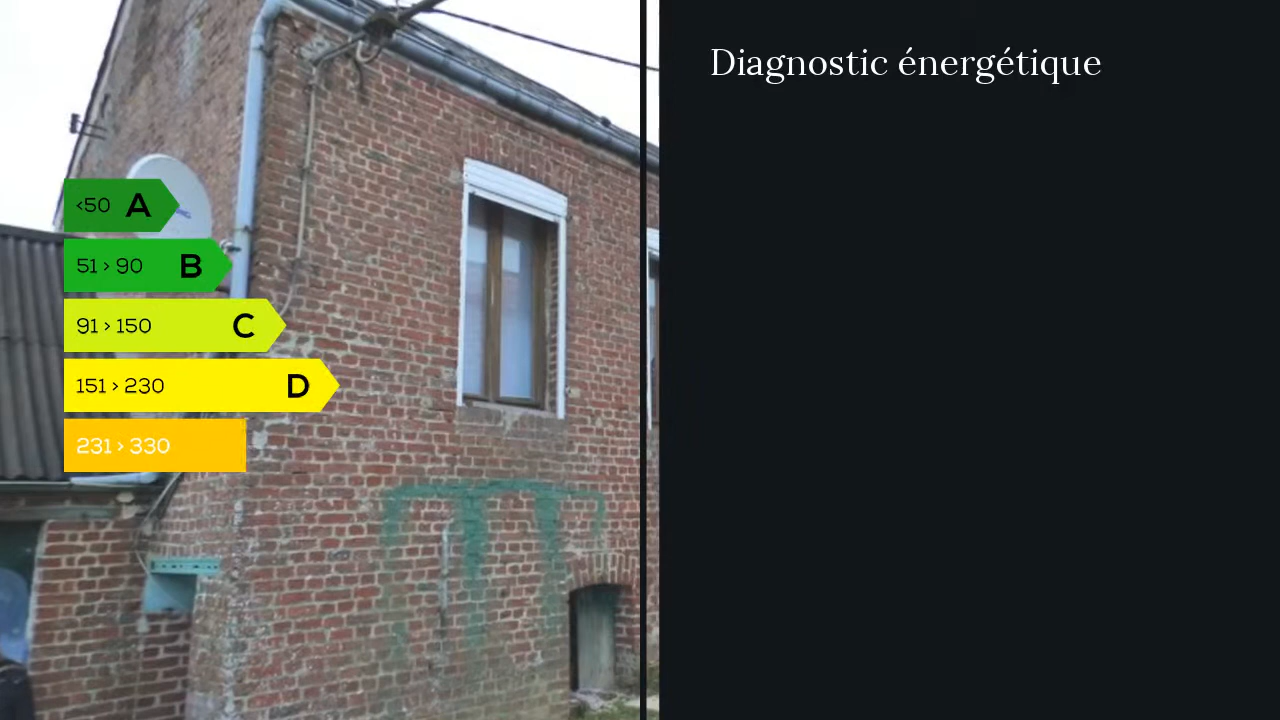 Diagnostic énergétique
<50 A
51 > 90 B
91 > 150 C
151 > 230 D
231 > 330